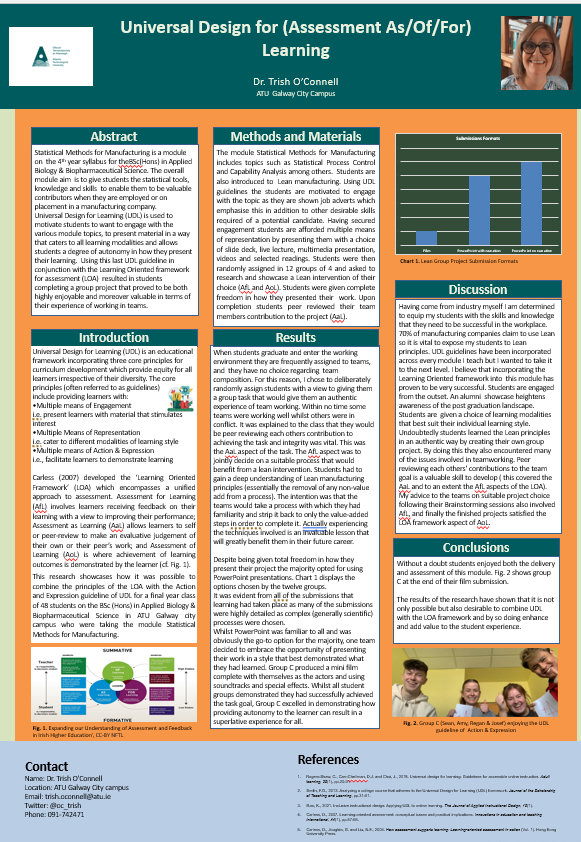 Universal Design for (Assessment As/Of/For)
Learning
Dr. Trish O'Connell
ATU Galway City Campus
Abstract
Statistical Methods for Manufacturing is a module
on the 4th year syllabus for theBSc(Hons) in Applied
Biology & Biopharmaceutical Science. The overall
module aim is to give students the statistical tools,
knowledge and skills to enable them to be valuable
contributors when they are employed or on
placement in a manufacturing company.
Universal Design for Learning (UDL) is used to
motivate students to want to engage with the
various module topics, to present material in a way
that caters to all learning modalities and allows
students a degree of autonomy in how they present
their learning. Using this last UDL guideline in
conjunction with the Learning Oriented framework
for assessment (LOA) resulted in students
completing a group project that proved to be both
highly enjoyable and moreover valuable in terms of
their experience of working in teams.
Introduction
Universal Design for Learning (UDL) is an educational
framework incorporating three core principles for
curriculum development which provide equity for all
learners irrespective of their diversity. The core
principles (often referred to as guidelines)
include providing learners with:
•Multiple means of Engagement
i.e. present learners with material that stimulates
interest
•Multiple Means of Representation
i.e. cater to different modalities of learning style
•Multiple Means of Action & Expression
i.e., facilitate learners to demonstrate learning
Carless (2007) developed the 'Learning Oriented
Framework' (LOA) which encompasses a unified
approach to assessment. Assessment for Learning
(AfL) involves learners receiving feedback on their
learning with a view to improving their performance;
Assessment as Learning (AaL) allows learners to self
or peer-review to make an evaluative judgement of
their own or their peer's work; and Assessment of
Learning (AoL) is where achievement of learning
outcomes is demonstrated by the learner (cf. Fig. 1).
This research showcases how it was possible to
combine the principles of the LOA with the Action
and Expression guideline of UDL for a final year class
of 48 students on the BSc (Hons) in Applied Biology &
Biopharmaceutical Science in ATU Galway city
campus who were taking the module Statistical
Methods for Manufacturing.
SUMMATIVE
Teacher
Student
FORMATIVE
Fig. 1. Expanding our Understanding of Assessment and Feedback
in Irish Higher Education', CC-BY NFTL
Methods and Materials
The module Statistical Methods for Manufacturing
includes topics such as Statistical Process Control
and Capability Analysis among others. Students are
also introduced to Lean manufacturing. Using UDL
guidelines the students are motivated to engage
with the topic as they are shown job adverts which
emphasise this in addition to other desirable skills
required of a potential candidate. Having secured
engagement students are afforded multiple means
of representation by presenting them with a choice
of slide deck, live lecture, multimedia presentation,
videos and selected readings. Students were then
randomly assigned in 12 groups of 4 and asked to
research and showcase a Lean intervention of their
choice (AfL and AoL). Students were given complete
freedom in how they presented their work. Upon
completion students peer reviewed their team
members contribution to the project (AaL).
Results
When students graduate and enter the working
environment they are frequently assigned to teams,
and they have no choice regarding team
composition. For this reason, I chose to deliberately
randomly assign students with a view to giving them
a group task that would give them an authentic
experience of team working. Within no time some
teams were working well whilst others were in
conflict. It was explained to the class that they would
be peer reviewing each others contribution to
achieving the task and integrity was vital. This was
the AaL aspect of the task. The AfL aspect was to
jointly decide on a suitable process that would
benefit from a lean intervention. Students had to
gain a deep understanding of Lean manufacturing
principles (essentially the removal of any non-value
add from a process). The intention was that the
teams would take a process with which they had
familiarity and strip it back to only the value-added
steps in order to complete it. Actually experiencing
the techniques involved is an invaluable lesson that
will greatly benefit them in their future career.
Despite being given total freedom in how they
present their project the majority opted for using
PowerPoint presentations. Chart 1 displays the
options chosen by the twelve groups.
It was evident from all of the submissions that
learning had taken place as many of the submissions
were highly detailed as complex (generally scientific)
processes were chosen.
Whilst PowerPoint was familiar to all and was
obviously the go-to option for the majority, one team
decided to embrace the opportunity of presenting
their work in a style that best demonstrated what
they had learned. Group C produced a mini film
complete with themselves as the actors and using
soundtracks and special effects. Whilst all student
groups demonstrated they had successfully achieved
the task goal, Group C excelled in demonstrating how
providing autonomy to the learner can result in a
superlative experience for all.
Submissions Formats
Film
PowerPoint with narration
PowerPoint no narration
Chart 1. Lean Group Project Submission Formats
Discussion
Having come from industry myself I am determined
to equip my students with the skills and knowledge
that they need to be successful in the workplace.
70% of manufacturing companies claim to use Lean
so it is vital to expose my students to Lean
principles. UDL guidelines have been incorporated
across every module I teach but I wanted to take it
to the next level. I believe that incorporating the
Learning Oriented framework into this module has
proven to be very successful. Students are engaged
from the outset. An alumni showcase heightens
awareness of the post graduation landscape.
Students are given a choice of learning modalities
that best suit their individual learning style.
Undoubtedly students learned the Lean principles
in an authentic way by creating their own group
project. By doing this they also encountered many
of the issues involved in teamworking. Peer
reviewing each others' contributions to the team
goal is a valuable skill to develop ( this covered the
AaL and to an extent the AfL aspects of the LOA).
My advice to the teams on suitable project choice
following their Brainstorming sessions also involved
AfL, and finally the finished projects satisfied the
LOA framework aspect of AoL.
Conclusions
Without a doubt students enjoyed both the delivery
and assessment of this module. Fig. 2 shows group
C at the end of their film submission.
The results of the research have shown that it is not
only possible but also desirable to combine UDL
with the LOA framework and by so doing enhance
and add value to the student experience.
Fig. 2. Group C (Sean, Amy, Regan & Josef) enjoying the UDL
guideline of Action & Expression
Contact
Name: Dr. Trish O'Connell
Location: ATU Galway City campus
Email: trish.oconnell@atu.ie
Twitter: @oc_trish
Phone: 091-742471
References